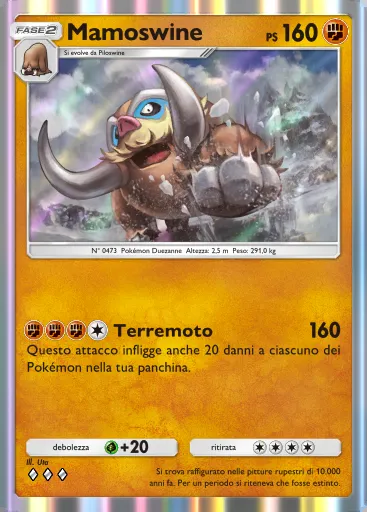 FASE 2
Mamoswine
PS 160
Si evolve da Piloswine
N° 0473 Pokémon Duezanne Altezza: 2,5 m Peso: 291,0 kg
Terremoto 160
Questo attacco infligge anche 20 danni a ciascuno dei
Pokémon nella tua panchina.
debolezza +20
ritirata
Ill. Uta
Si trova raffigurato nelle pitture rupestri di 10.000
anni fa. Per un periodo si riteneva che fosse estinto.